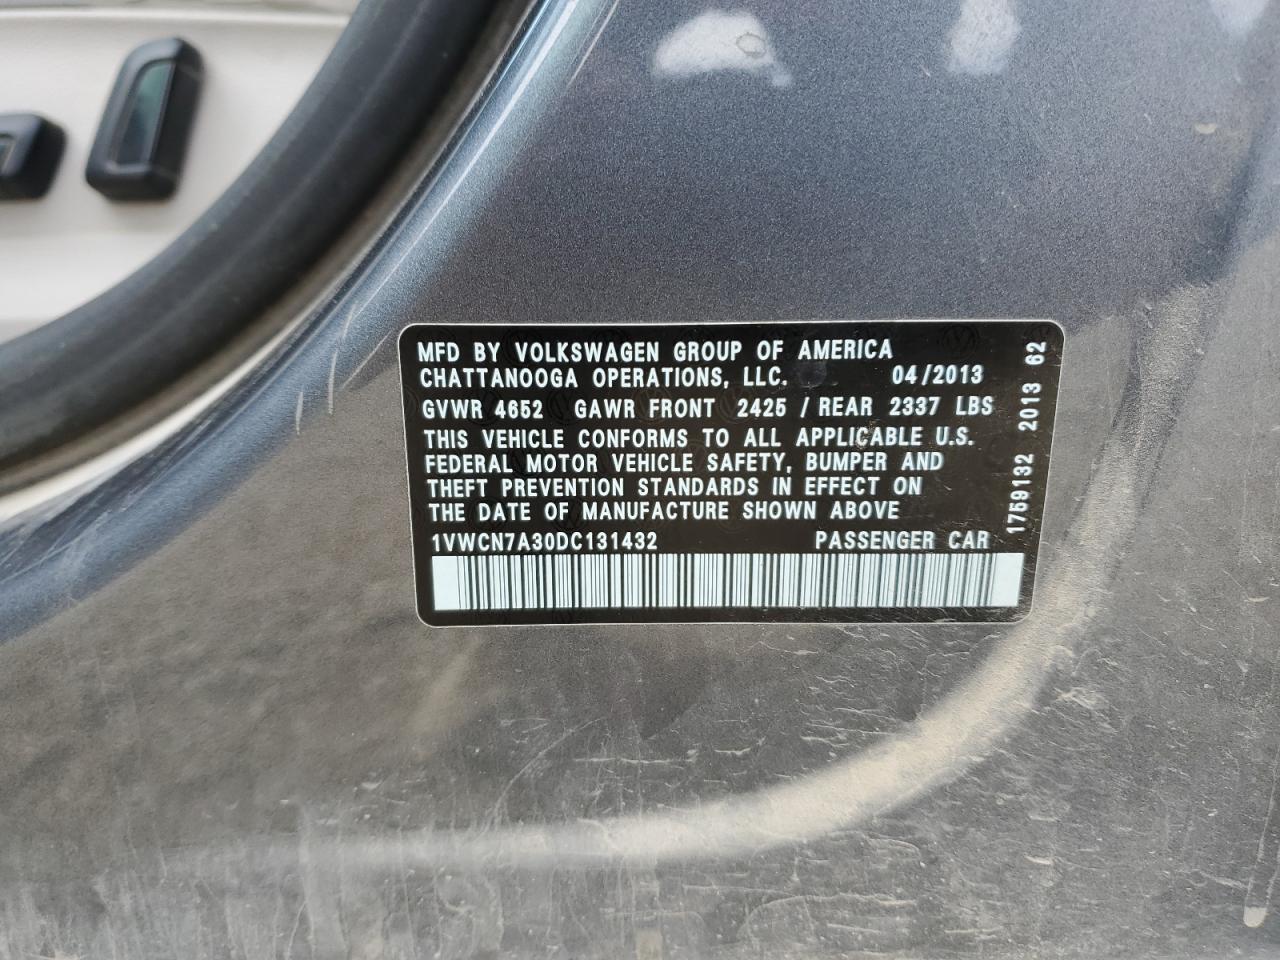 MFD BY VOLKSWAGEN GROUP OF AMERICA
CHATTANOOGA OPERATIONS, LLC. 04/2013
GVWR 4652 GAWR FRONT 2425 / REAR 2337 LBS
THIS VEHICLE CONFORMS TO ALL APPLICABLE U.S.
FEDERAL MOTOR VEHICLE SAFETY, BUMPER AND
THEFT PREVENTION STANDARDS IN EFFECT ON
THE DATE OF MANUFACTURE SHOWN ABOVE
1VWCN7A30DC131432 PASSENGER CAR
1759132 2013 62